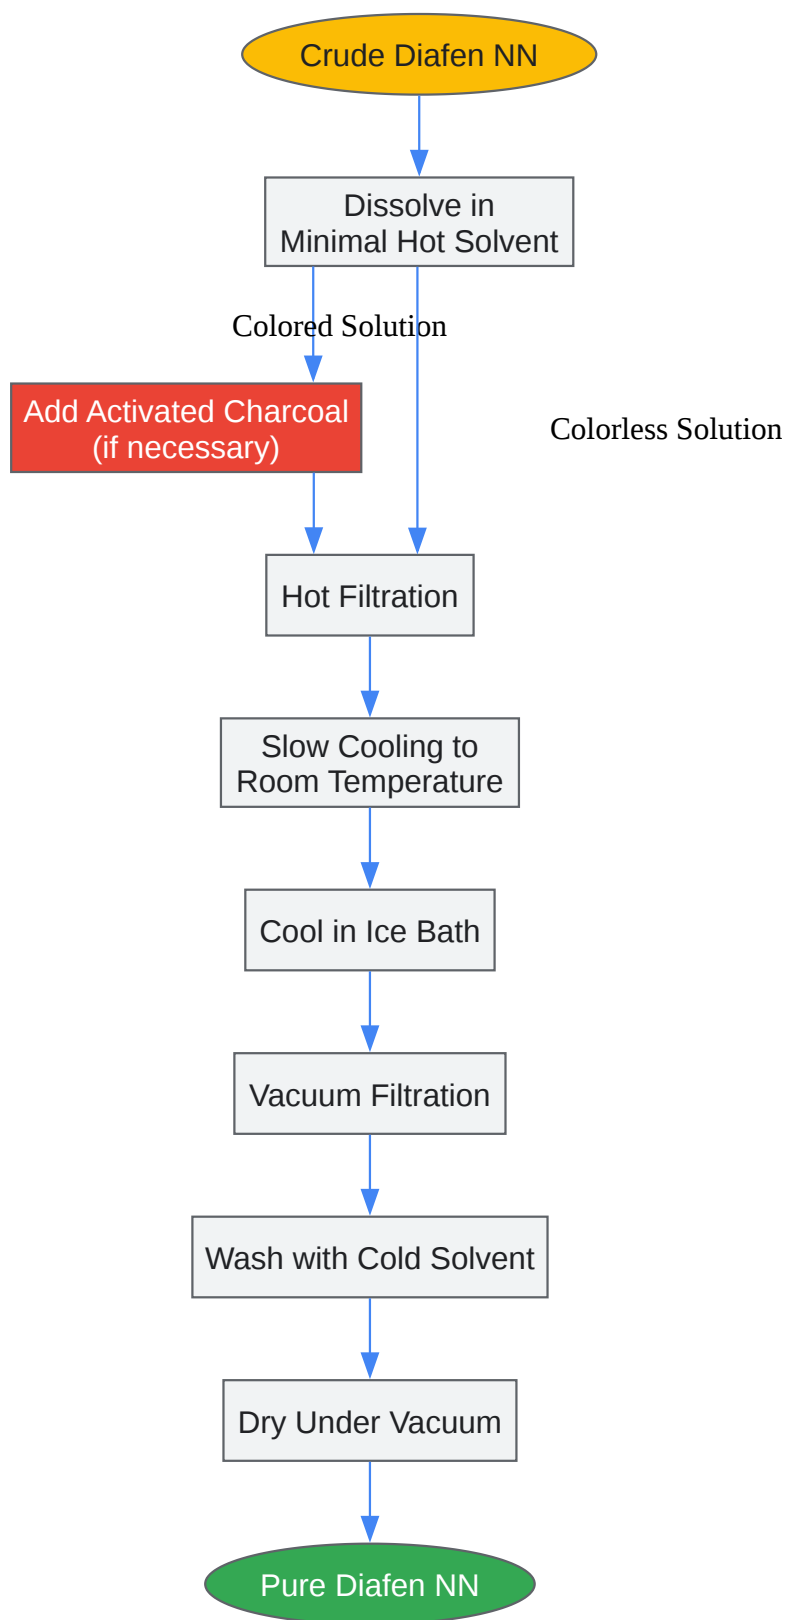 Crude Diafen NN
Dissolve in
Minimal Hot Solvent
Colored Solution
Add Activated Charcoal
(if necessary)
Colorless Solution
Hot Filtration
Slow Cooling to
Room Temperature
Cool in Ice Bath
Vacuum Filtration
Wash with Cold Solvent
Dry Under Vacuum
Pure Diafen NN